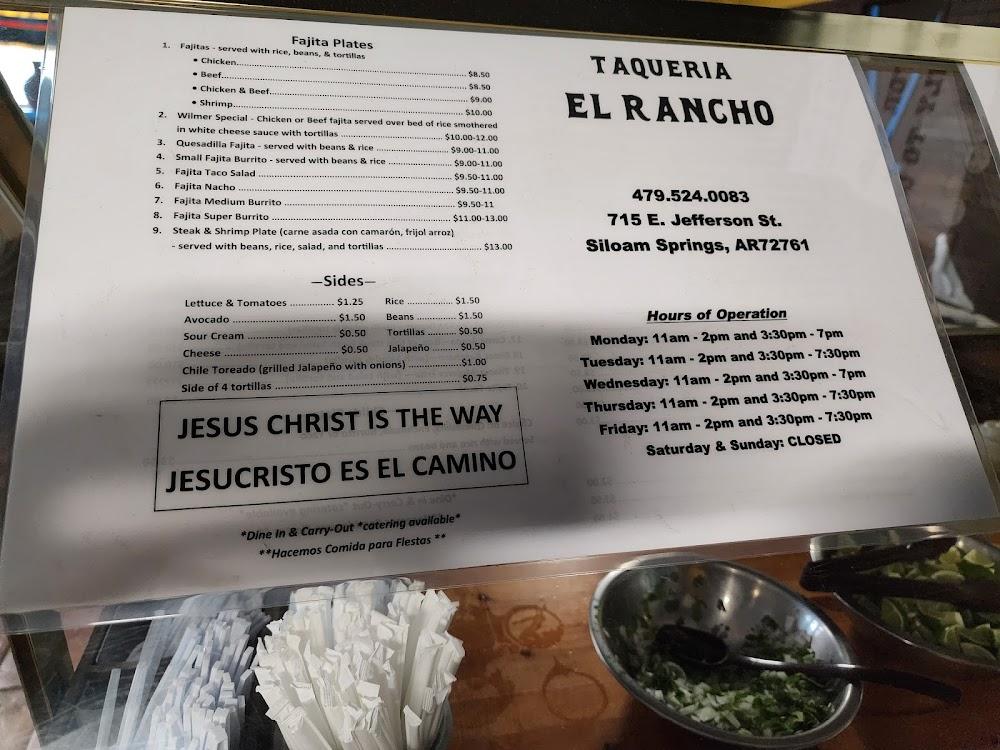 Fajita Plates
1. Fajitas - served with rice, beans, & tortillas
• Chicken........ $8.50
• Beef........ $8.50
• Chicken & Beef........ $9.00
• Shrimp........ $10.00
2. Wilmer Special - Chicken or Beef fajita served over bed of rice smothered
in white cheese sauce with tortillas ........ $10.00-12.00
3. Quesadilla Fajita - served with beans & rice ........ $9.00-11.00
4. Small Fajita Burrito - served with beans & rice ........ $9.00-11.00
5. Fajita Taco Salad ........ $9.50-11.00
6. Fajita Nacho ........ $9.50-11.00
7. Fajita Medium Burrito ........ $9.50-11
8. Fajita Super Burrito ........ $11.00-13.00
9. Steak & Shrimp Plate (carne asada con camarón, frijol arroz)
- served with beans, rice, salad, and tortillas ........ $13.00
—Sides—
Lettuce & Tomatoes ........ $1.25 Rice ........ $1.50
Avocado ........ $1.50 Beans ........ $1.50
Sour Cream ........ $0.50 Tortillas ........ $0.50
Cheese ........ $0.50 Jalapeño ........ $0.50
Chile Toreado (grilled Jalapeño with onions) ........ $1.00
Side of 4 tortillas ........ $0.75
JESUS CHRIST IS THE WAY
JESUCRISTO ES EL CAMINO
*Dine In & Carry-Out *catering available*
**Hacemos Comida para Fiestas **
TAQUERIA
EL RANCHO
479.524.0083
715 E. Jefferson St.
Siloam Springs, AR72761
Hours of Operation
Monday: 11am - 2pm and 3:30pm - 7pm
Tuesday: 11am - 2pm and 3:30pm - 7:30pm
Wednesday: 11am - 2pm and 3:30pm - 7pm
Thursday: 11am - 2pm and 3:30pm - 7:30pm
Friday: 11am - 2pm and 3:30pm - 7:30pm
Saturday & Sunday: CLOSED